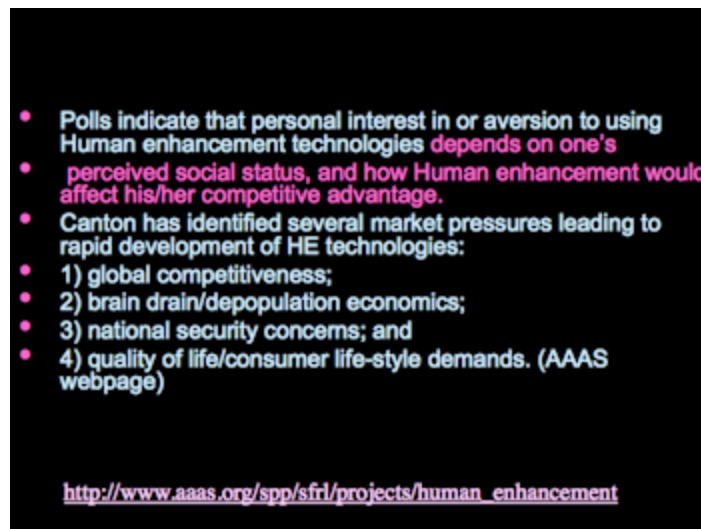 • Polls indicate that personal interest in or aversion to using
Human enhancement technologies depends on one's
• perceived social status, and how Human enhancement would
affect his/her competitive advantage.
• Canton has identified several market pressures leading to
rapid development of HE technologies:
• 1) global competitiveness;
• 2) brain drain/depopulation economics;
• 3) national security concerns; and
• 4) quality of life/consumer life-style demands. (AAAS
webpage)
http://www.aaas.org/spp/sfrl/projects/human_enhancement